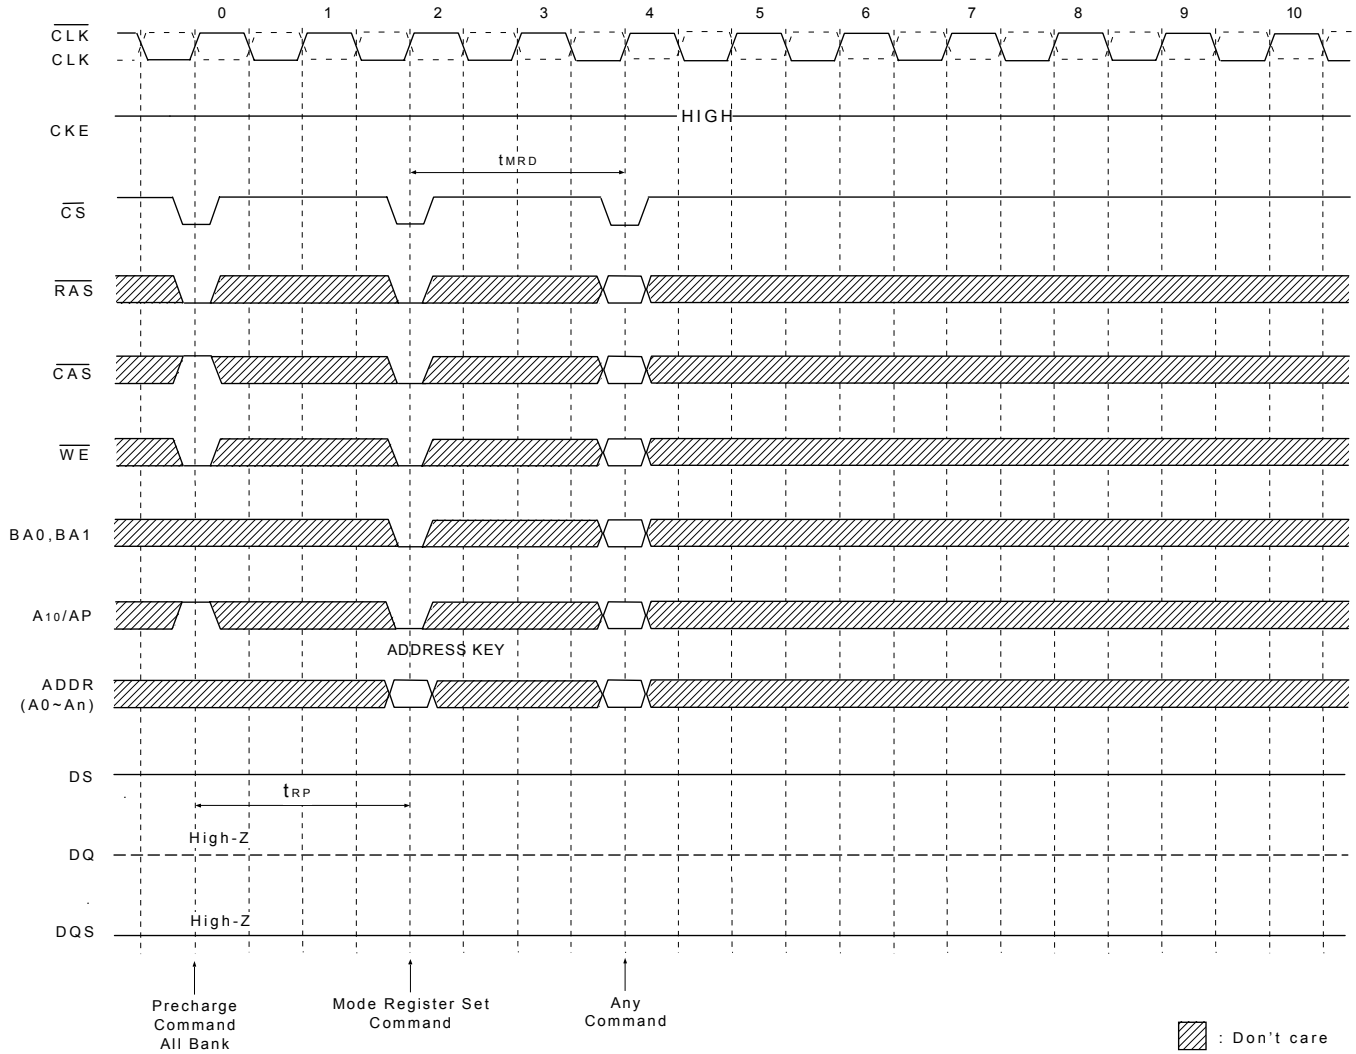 0 1 2 3 4 5 6 7 8 9 10
CLK
CLK
HIGH
CKE
tMRD
CS
RAS
CAS
WE
BA0,BA1
A10/AP
ADDRESS KEY
ADDR
(A0~An)
DS
tRP
High-Z
DQ
High-Z
DQS
Precharge
Command
All Bank
Mode Register Set
Command
Any
Command
: Don't care